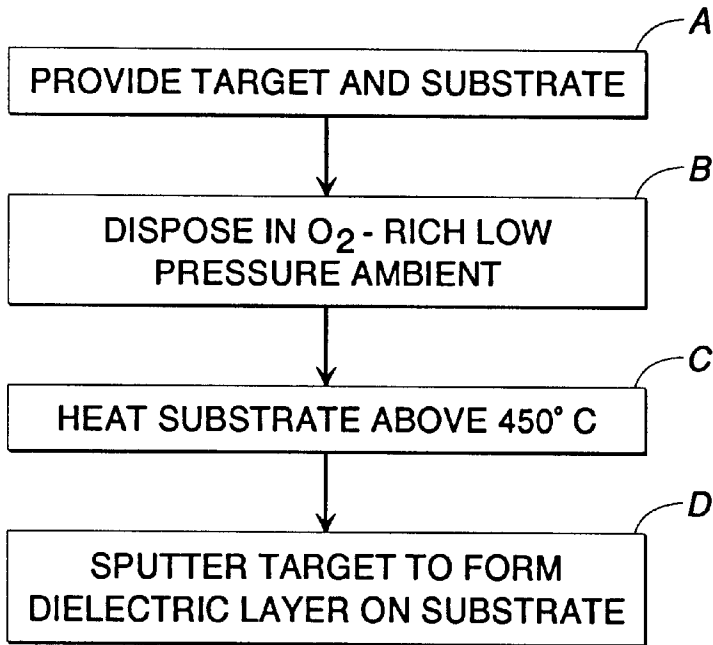 A
PROVIDE TARGET AND SUBSTRATE
B
DISPOSE IN O2 - RICH LOW
PRESSURE AMBIENT
C
HEAT SUBSTRATE ABOVE 450° C
D
SPUTTER TARGET TO FORM
DIELECTRIC LAYER ON SUBSTRATE